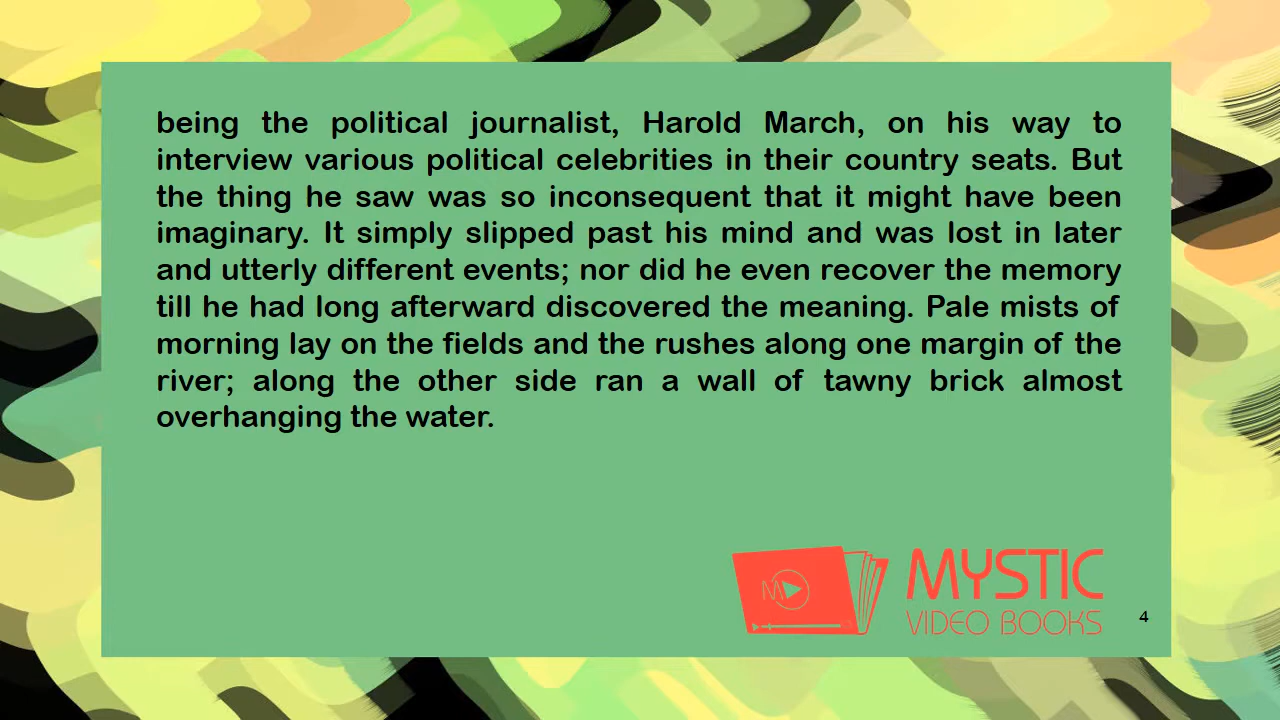 being the political journalist, Harold March, on his way to
interview various political celebrities in their country seats. But
the thing he saw was so inconsequent that it might have been
imaginary. It simply slipped past his mind and was lost in later
and utterly different events; nor did he even recover the memory
till he had long afterward discovered the meaning. Pale mists of
morning lay on the fields and the rushes along one margin of the
river; along the other side ran a wall of tawny brick almost
overhanging the water.
M
MYSTIC
VIDEO BOOKS
4